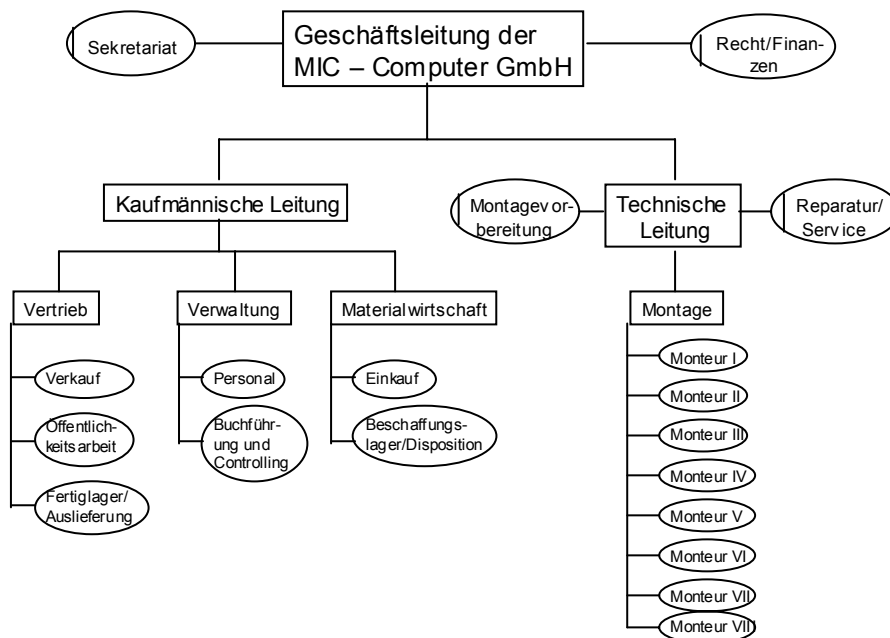 Sekretariat
Geschäftsleitung der
MIC – Computer GmbH
Recht/Finan-
zen
Kaufmännische Leitung
Montagevor-
bereitung
Technische
Leitung
Reparatur/
Service
Vertrieb
Verwaltung
Materialwirtschaft
Montage
Verkauf
Öffentlich-
keitsarbeit
Fertiglager/
Auslieferung
Personal
Buchführ-
ung und
Controlling
Einkauf
Beschaffungs-
lager/Disposition
Monteur I
Monteur II
Monteur III
Monteur IV
Monteur V
Monteur VI
Monteur VII
Monteur VIII